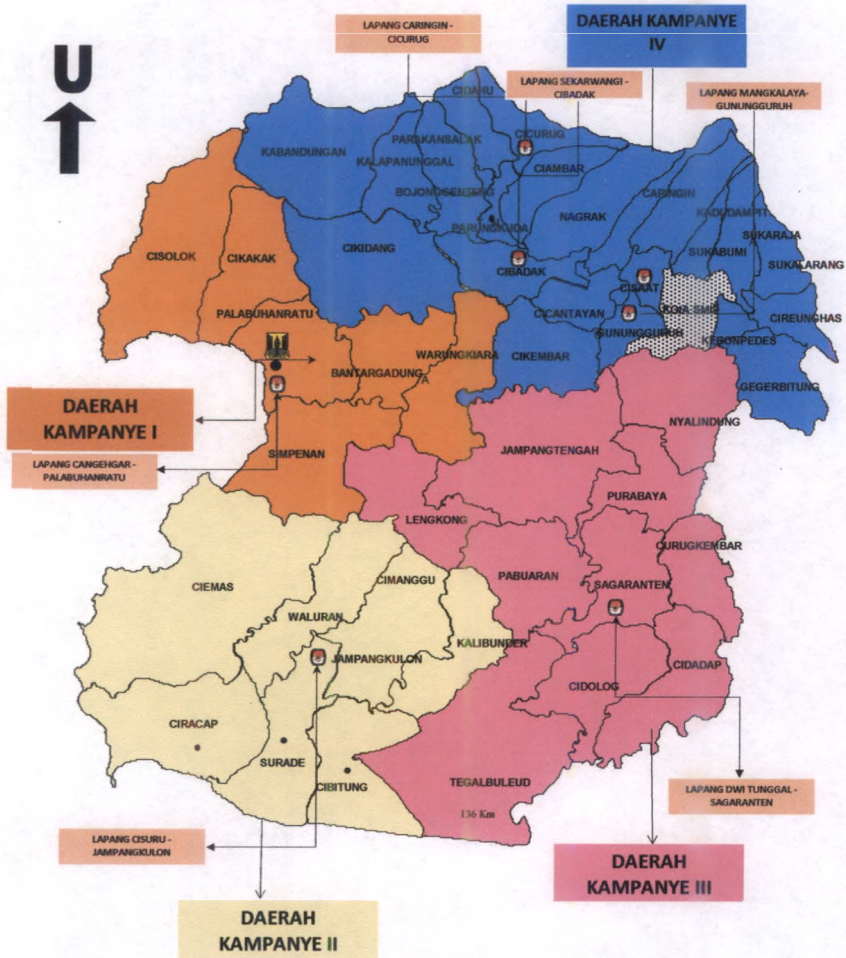 LAPANG CARINGIN -
CICURUG
DAERAH KAMPANYE
IV
U
LAPANG SEKARWANGI -
CIBADAK
LAPANG MANGKALAYA-
GUNUNGGURUH
CIDAHU
PARAKANSALAK
CICURUG
KABANDUNGAN
KALAPANUNGGAL
CIAMBAR
BOJONGGENTENG
CARINGIN
KADUDAMPIT
NAGRAK
PARUNGKUDA
SUKARAJA
CISOLOK
CIKAKAK
CIKIDANG
SUKABUMI
SUKALARANG
CIBADAK
CISAAT
PALABUHANRATU
CICANTAYAN
KOTA SMI
CIREUNGHAS
GUNUNGGURUH
KEBONPEDES
WARUNGKIARA
CIKEMBAR
BANTARGADUNG
A
GEGERBITUNG
DAERAH
KAMPANYE I
NYALINDUNG
SIMPENAN
JAMPANGTENGAH
LAPANG CANGEHGAR -
PALABUHANRATU
PURABAYA
LENGKONG
CURUGKEMBAR
PABUARAN
CIEMAS
CIMANGGU
SAGARANTEN
WALURAN
KALIBUNDER
JAMPANGKULON
CIDADAP
CIDOLOG
CIRACAP
SURADE
CIBITUNG
TEGALBULEUD
136 Km
LAPANG DWI TUNGGAL -
SAGARANTEN
LAPANG CISURU -
JAMPANGKULON
DAERAH
KAMPANYE III
DAERAH
KAMPANYE II